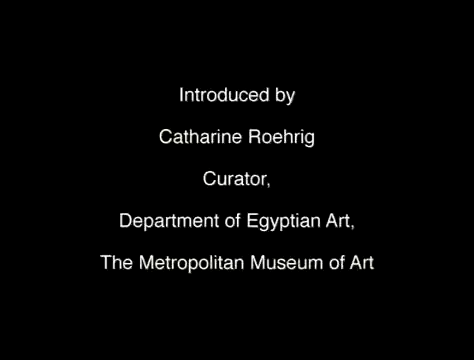 Introduced by
Catharine Roehrig
Curator,
Department of Egyptian Art,
The Metropolitan Museum of Art